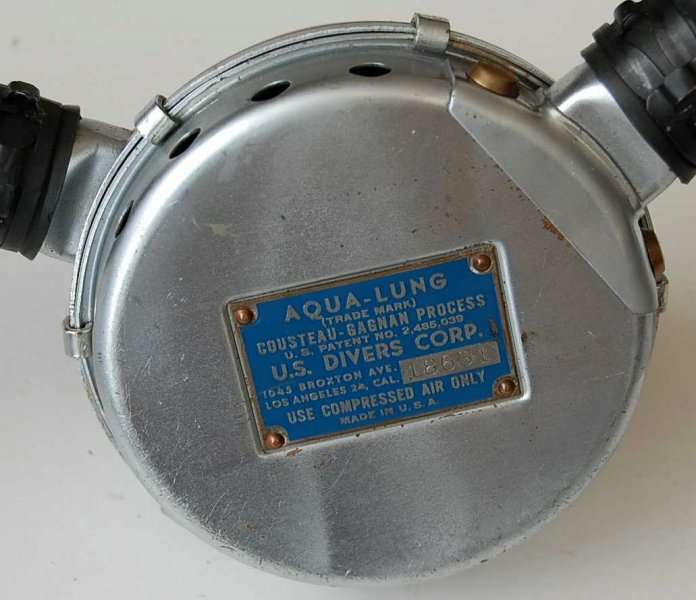 AQUA-LUNG
(TRADE MARK)
COUSTEAU-GAGNAN PROCESS
U.S. PATENT NO. 2,485,039
U.S. DIVERS CORP.
1045 BROXTON AVE.
LOS ANGELES 24, CAL.
USE COMPRESSED AIR ONLY
MADE IN U.S.A.